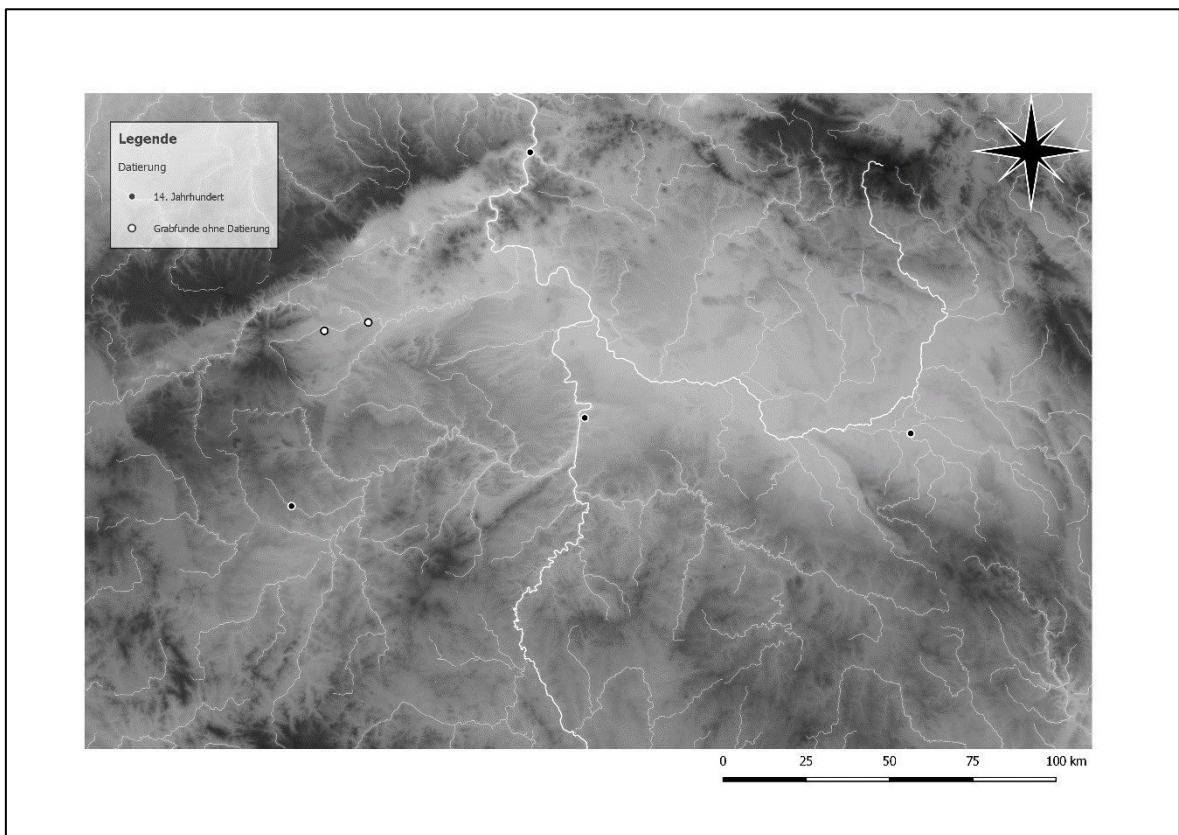 Legende
Datierung
14. Jahrhundert
Grabfunde ohne Datierung
0 25 50 75 100 km